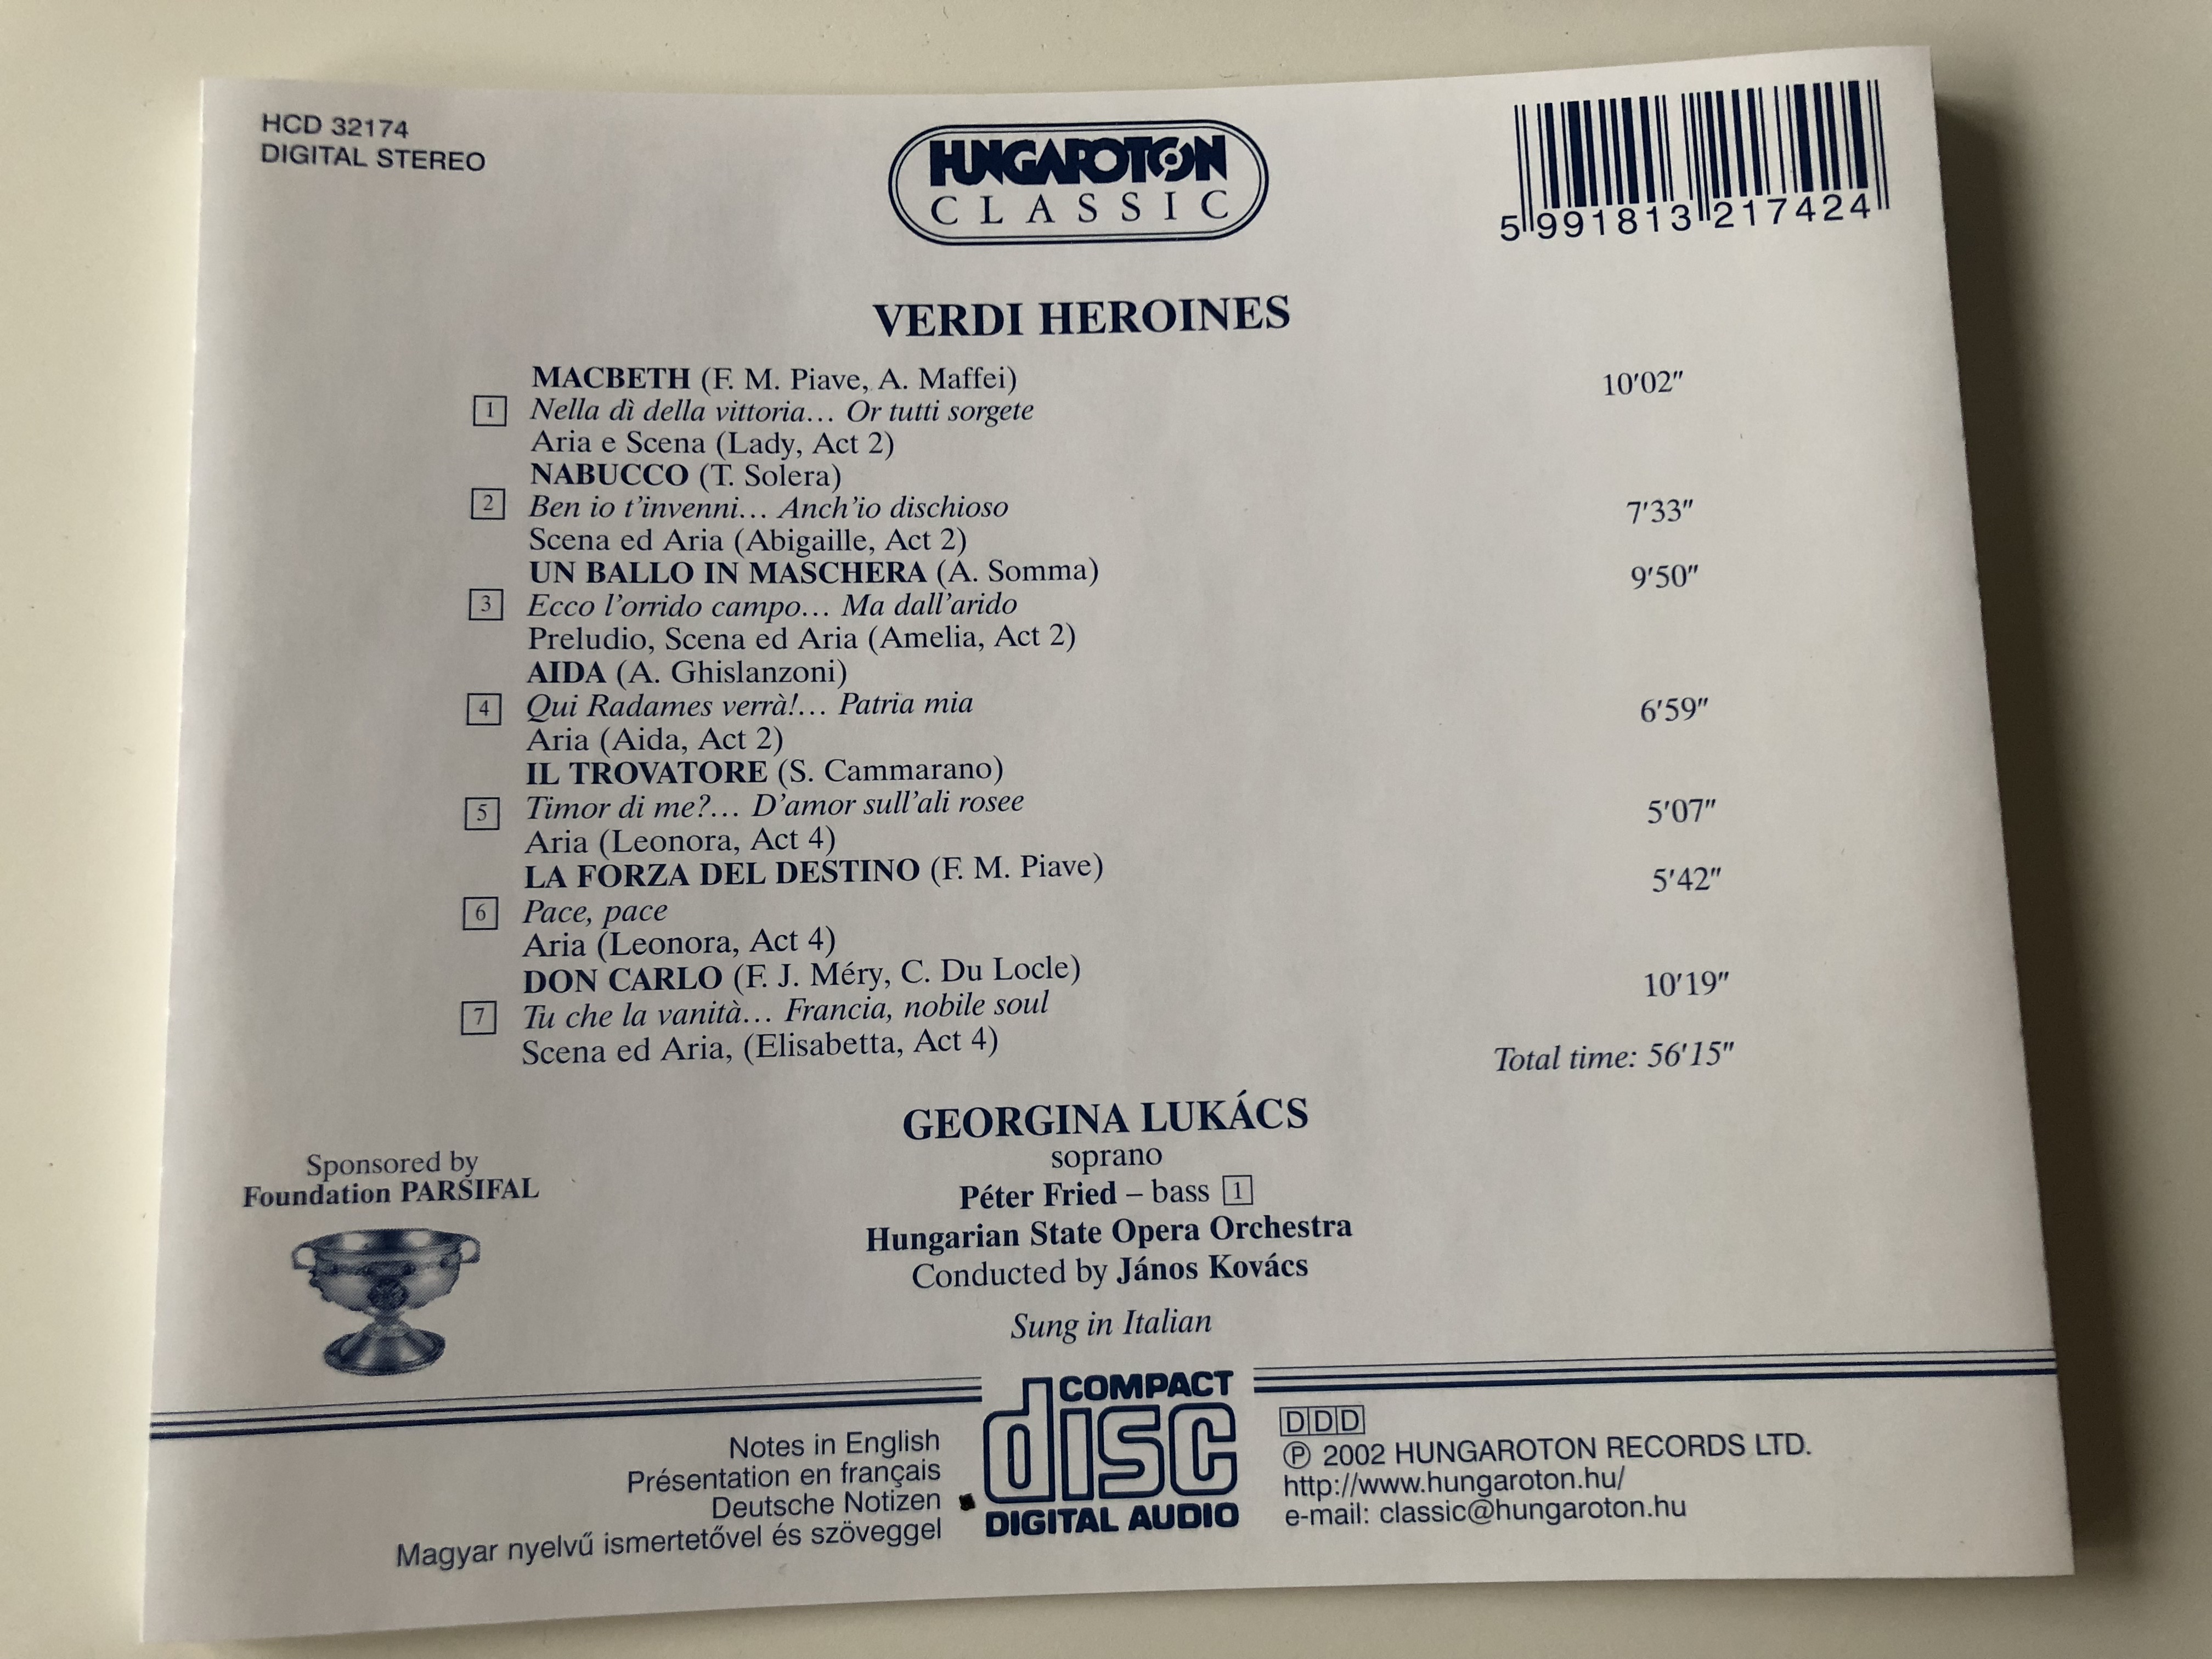 HCD 32174
DIGITAL STEREO
HUNGAROTON
CLASSIC
5 991813 217424
VERDI HEROINES
MACBETH (F. M. Piave, A. Maffei) 10'02"
1 Nella dì della vittoria... Or tutti sorgete
Aria e Scena (Lady, Act 2)
NABUCCO (T. Solera)
2 Ben io t'invenni... Anch'io dischioso 7'33"
Scena ed Aria (Abigaille, Act 2)
UN BALLO IN MASCHERA (A. Somma) 9'50"
3 Ecco l'orrido campo... Ma dall'arido
Preludio, Scena ed Aria (Amelia, Act 2)
AIDA (A. Ghislanzoni)
4 Qui Radames verrà!... Patria mia 6'59"
Aria (Aida, Act 2)
IL TROVATORE (S. Cammarano)
5 Timor di me?... D'amor sull'ali rosee 5'07"
Aria (Leonora, Act 4)
LA FORZA DEL DESTINO (F. M. Piave) 5'42"
6 Pace, pace
Aria (Leonora, Act 4)
DON CARLO (F. J. Méry, C. Du Locle) 10'19"
7 Tu che la vanità... Francia, nobile soul
Scena ed Aria, (Elisabetta, Act 4)
Total time: 56'15"
GEORGINA LUKÁCS
soprano
Péter Fried – bass 1
Hungarian State Opera Orchestra
Conducted by János Kovács
Sung in Italian
Sponsored by
Foundation PARSIFAL
Notes in English
Présentation en français
Deutsche Notizen
Magyar nyelvű ismertetővel és szöveggel
COMPACT
disc
DIGITAL AUDIO
DDD
℗ 2002 HUNGAROTON RECORDS LTD.
http://www.hungaroton.hu/
e-mail: classic@hungaroton.hu